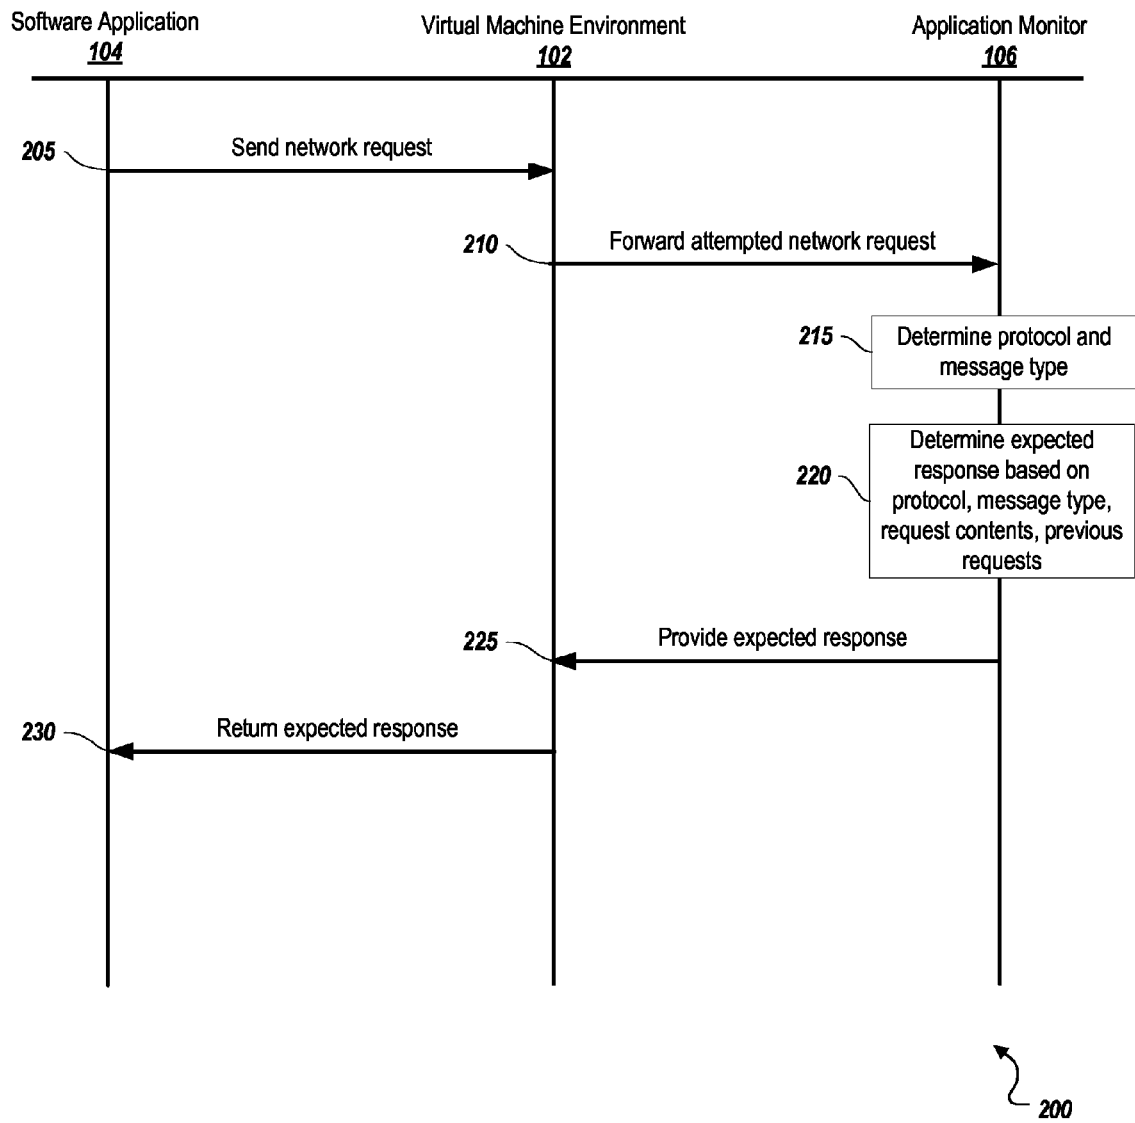 Software Application
104
Virtual Machine Environment
102
Application Monitor
106
205
Send network request
210
Forward attempted network request
215
Determine protocol and
message type
220
Determine expected
response based on
protocol, message type,
request contents, previous
requests
225
Provide expected response
230
Return expected response
200